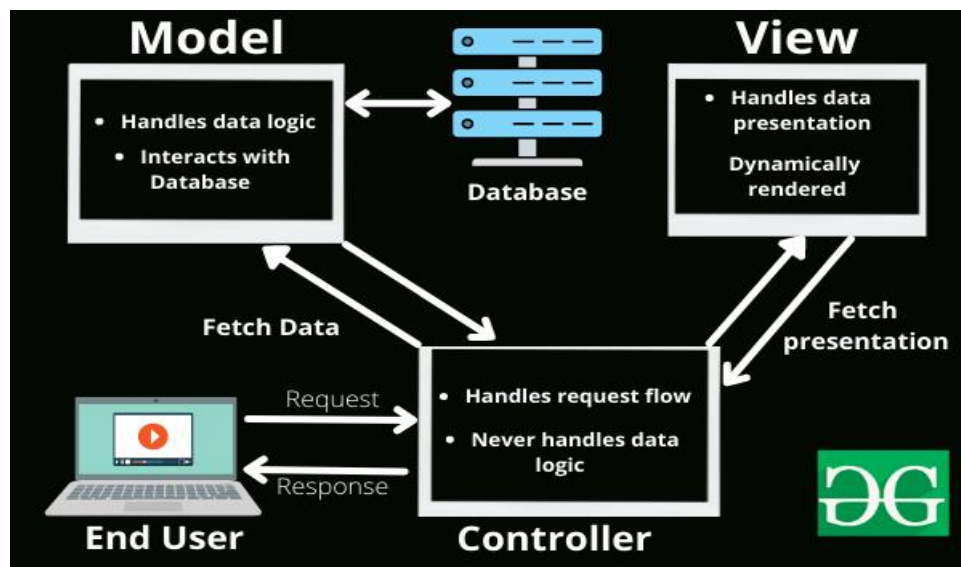 Model
View
• Handles data logic
• Interacts with
Database
Database
• Handles data
presentation
Dynamically
rendered
Fetch Data
Fetch
presentation
Request
Response
• Handles request flow
• Never handles data
logic
End User
Controller